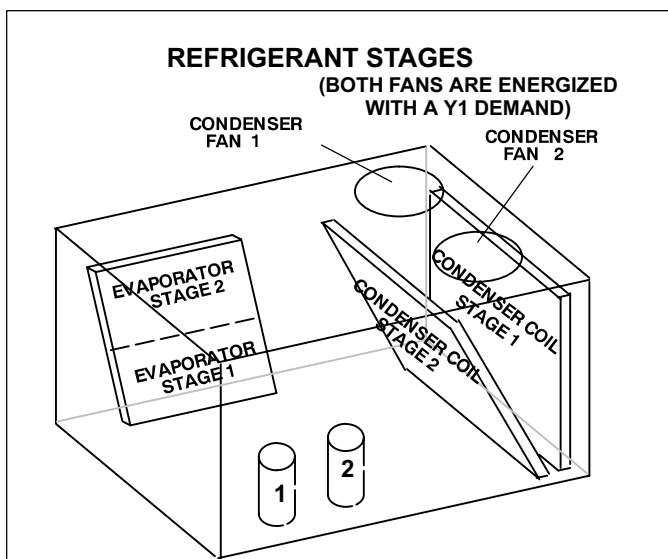 REFRIGERANT STAGES
(BOTH FANS ARE ENERGIZED
WITH A Y1 DEMAND)
CONDENSER
FAN 1
CONDENSER
FAN 2
EVAPORATOR
STAGE 2
EVAPORATOR
STAGE 1
CONDENSER COIL
STAGE 2
CONDENSER COIL
STAGE 1
1
2